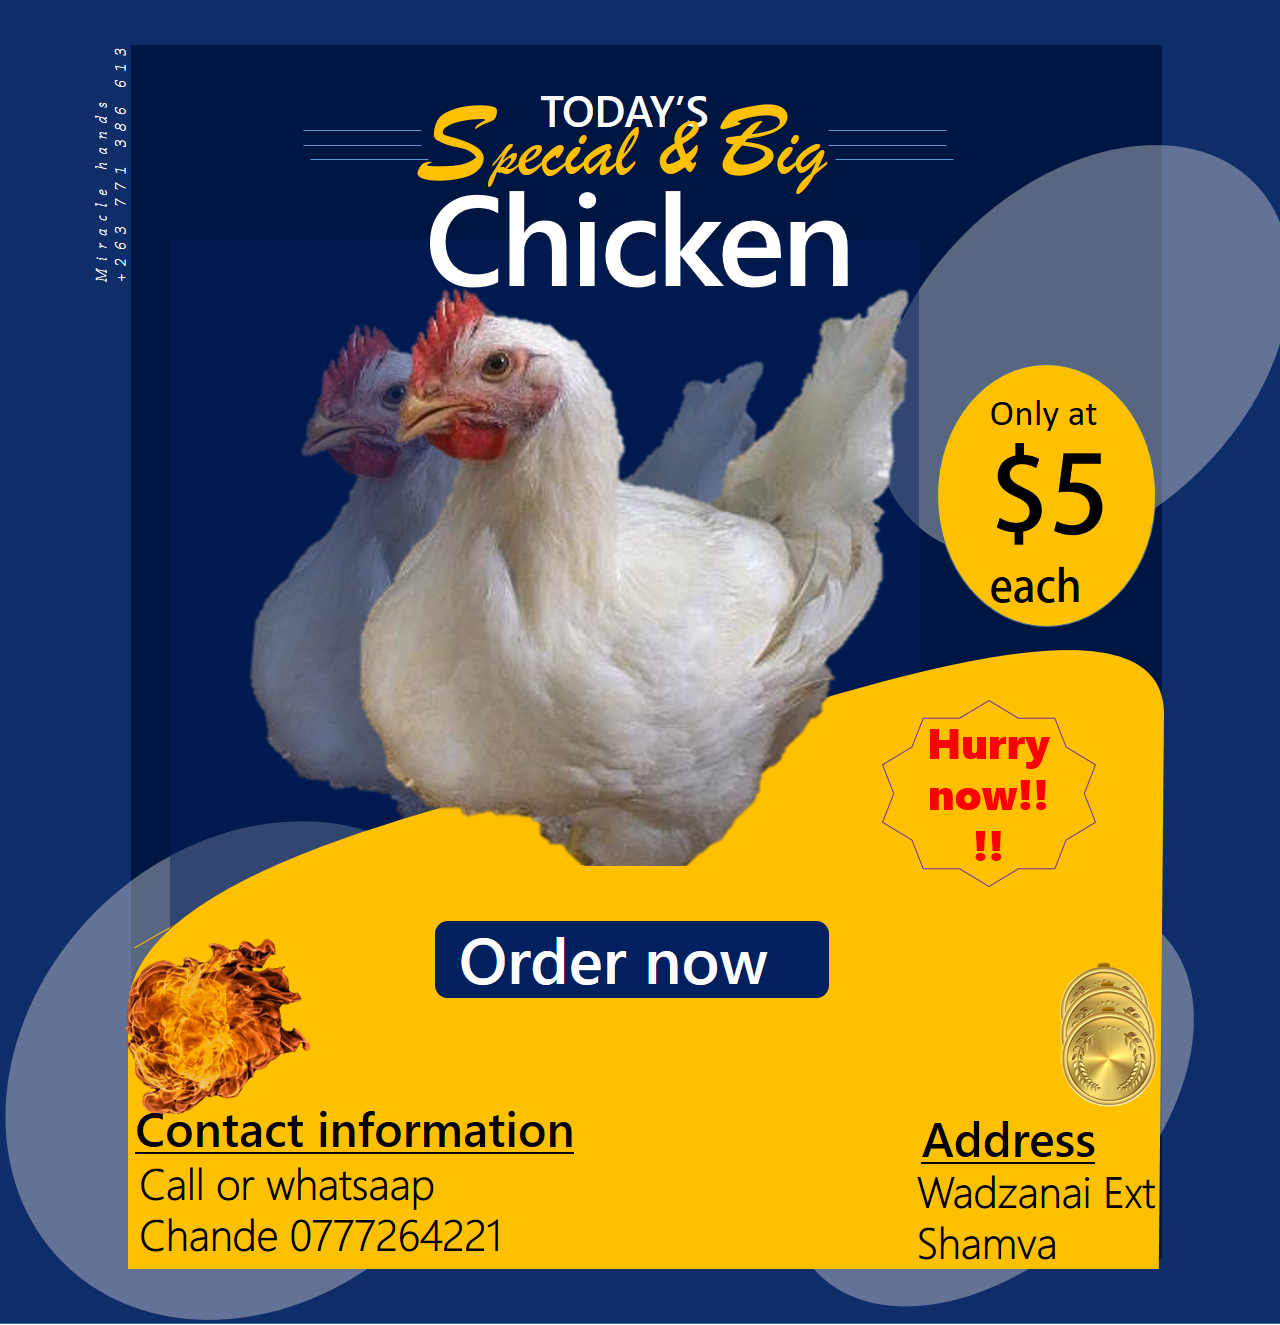 Miracle hands
+263 771 386 613
TODAY'S
Special & Big
Chicken
Only at
$5
each
Hurry
now!!
!!
Order now
Contact information
Call or whatsaap
Chande 0777264221
Address
Wadzanai Ext
Shamva